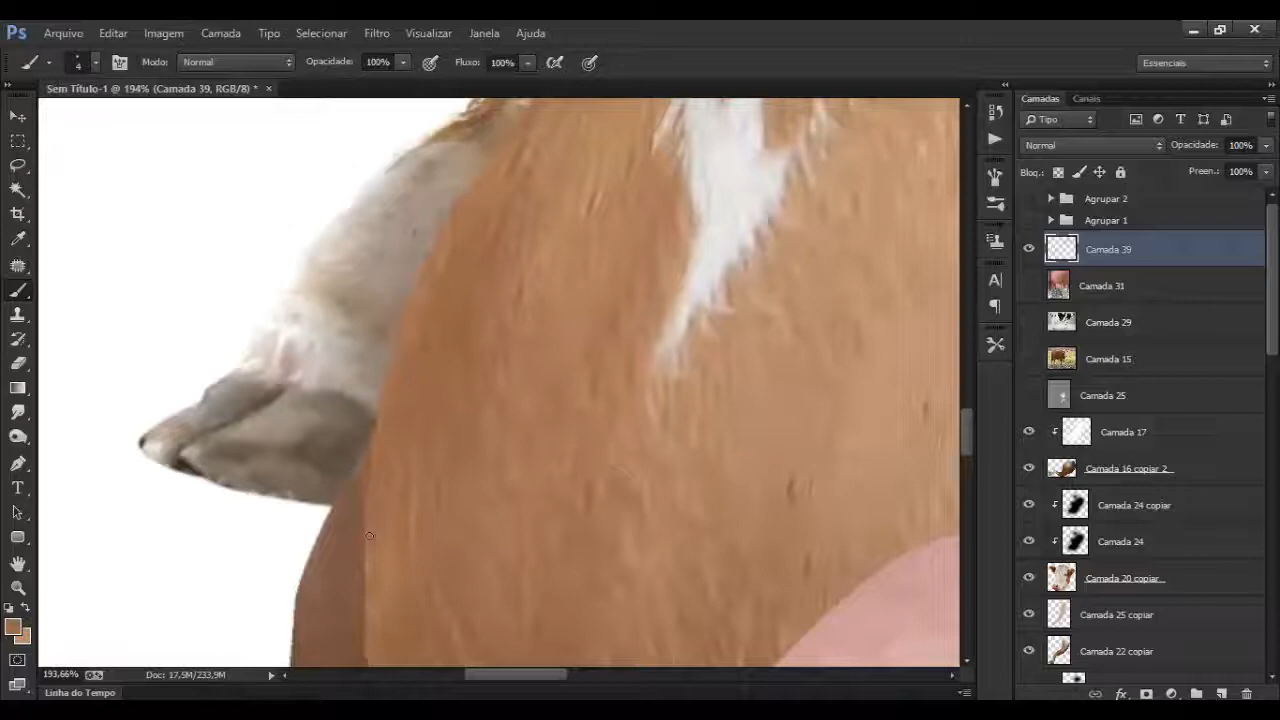 Ps Arquivo Editar Imagem Camada Tipo Selecionar Filtro Visualizar Janela Ajuda
4 Modo: Normal Opacidade: 100% Fluxo: 100% Essenciais
Sem Título-1 @ 194% (Camada 39, RGB/8) * ×
Camadas Canais
Tipo
Normal Opacidade: 100%
Bloq.: Preen.: 100%
Agrupar 2
Agrupar 1
Camada 39
Camada 31
Camada 29
Camada 15
Camada 25
Camada 17
Camada 16 copiar 2
Camada 24 copiar
Camada 24
Camada 20 copiar
Camada 25 copiar
Camada 22 copiar
193,66% Doc: 17,5M/233,9M
Linha do Tempo